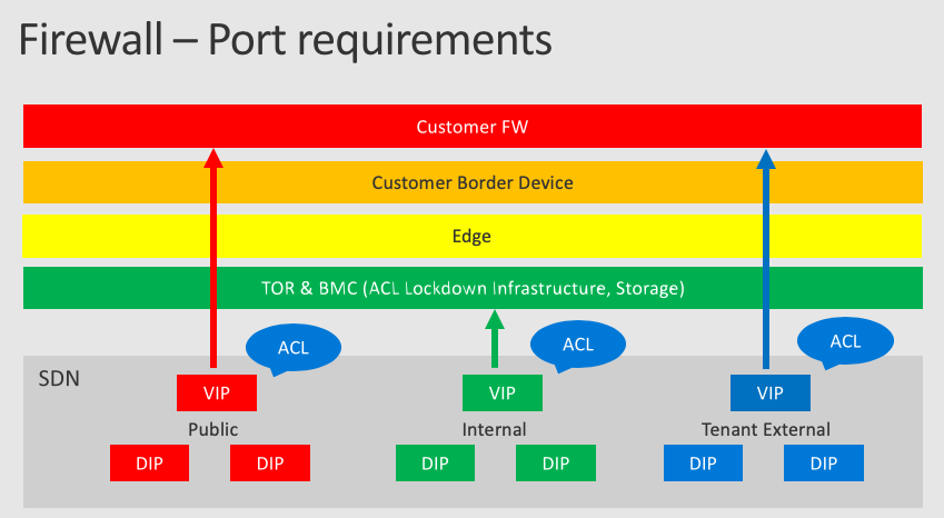 Firewall – Port requirements
Customer FW
Customer Border Device
Edge
TOR & BMC (ACL Lockdown Infrastructure, Storage)
ACL
ACL
ACL
SDN
VIP
VIP
VIP
Public
Internal
Tenant External
DIP
DIP
DIP
DIP
DIP
DIP